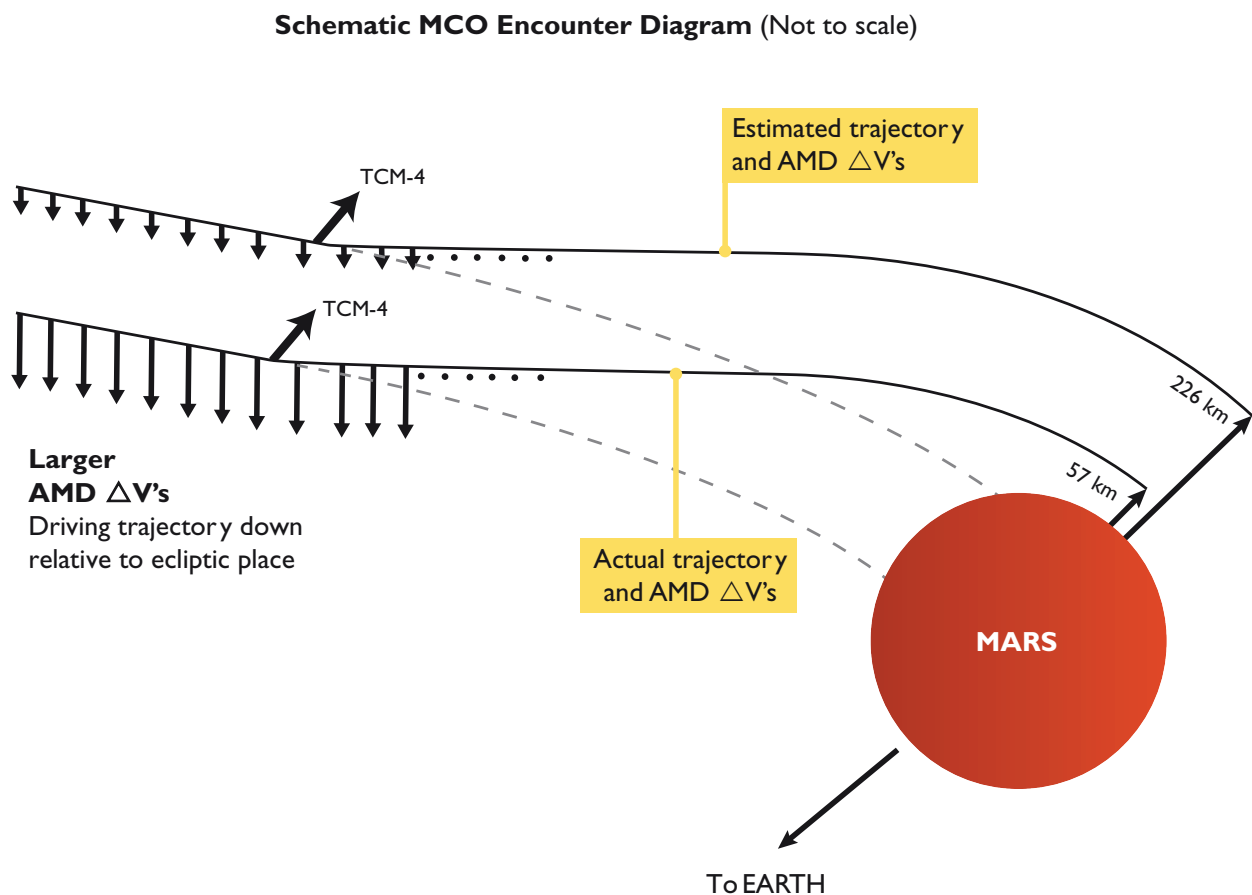 Schematic MCO Encounter Diagram (Not to scale)
Estimated trajectory
and AMD △V's
TCM-4
TCM-4
226 km
57 km
Larger
AMD △V's
Driving trajectory down
relative to ecliptic place
Actual trajectory
and AMD △V's
MARS
To EARTH